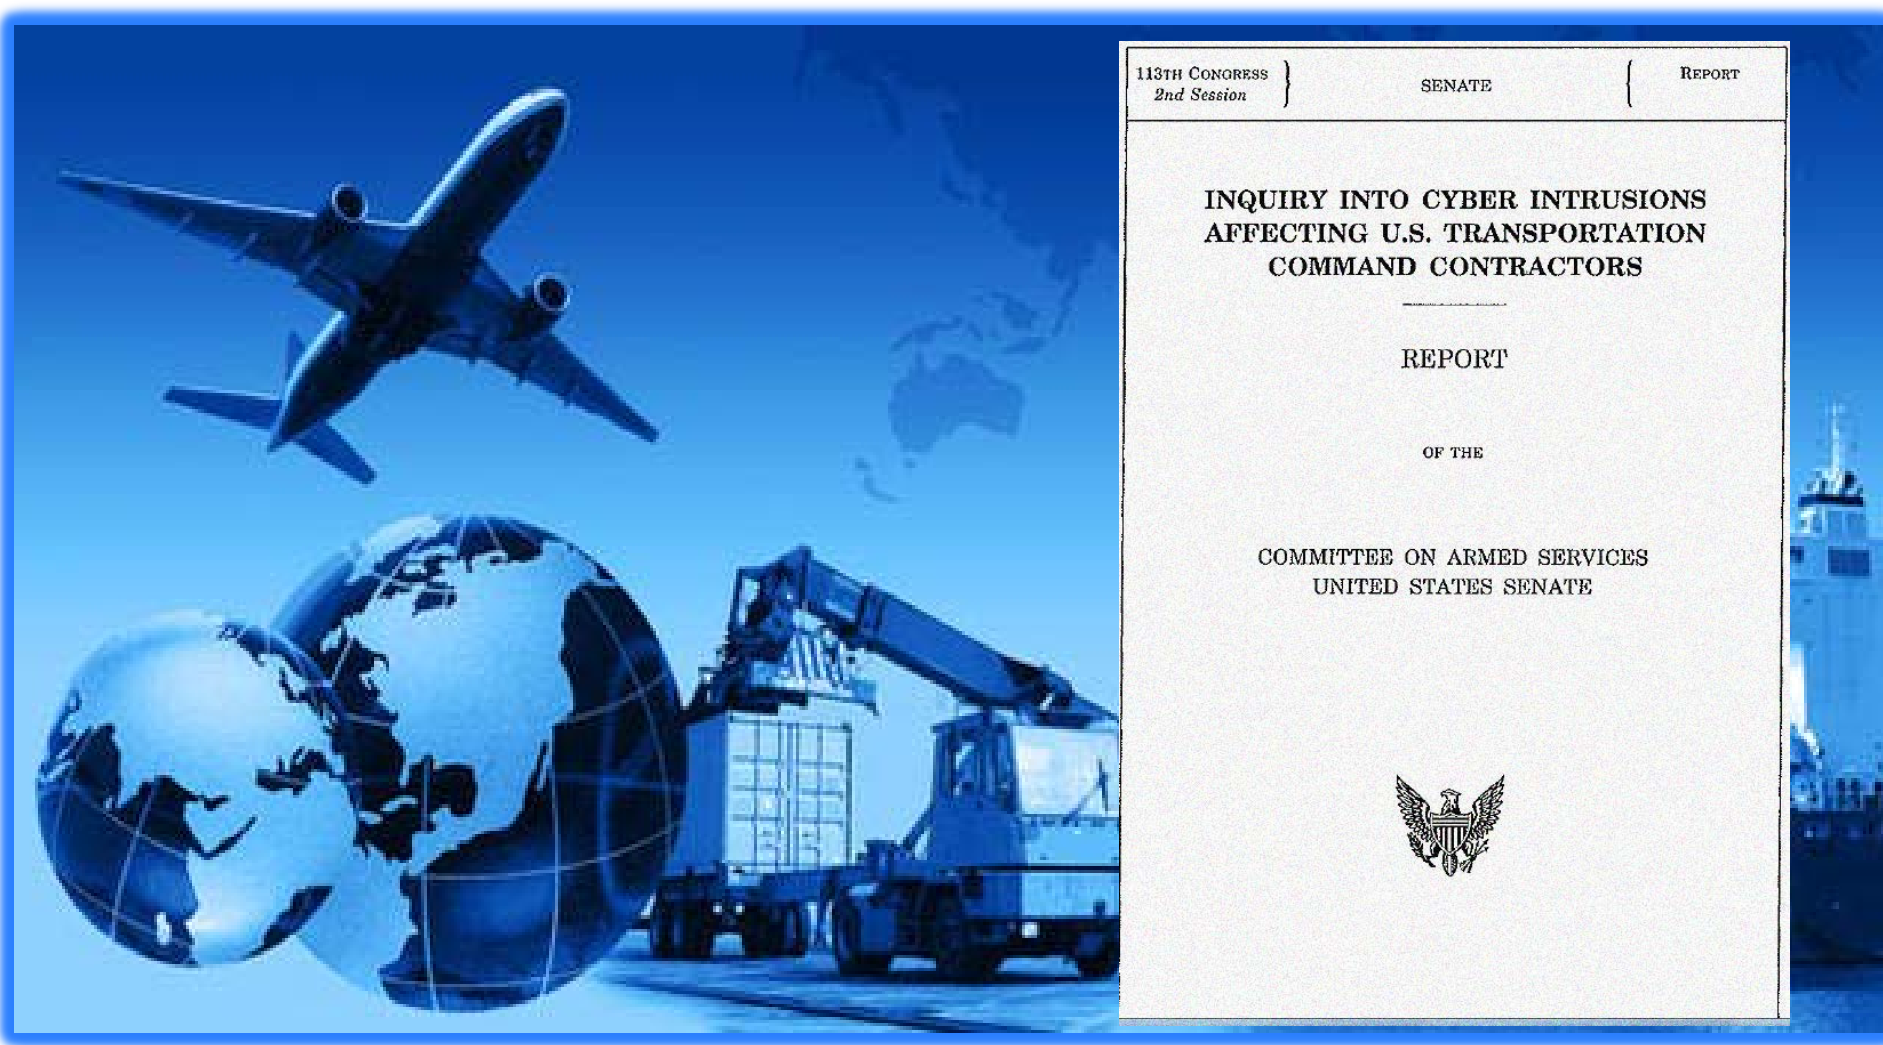 113TH CONGRESS
2nd Session
SENATE
REPORT
INQUIRY INTO CYBER INTRUSIONS
AFFECTING U.S. TRANSPORTATION
COMMAND CONTRACTORS
REPORT
OF THE
COMMITTEE ON ARMED SERVICES
UNITED STATES SENATE